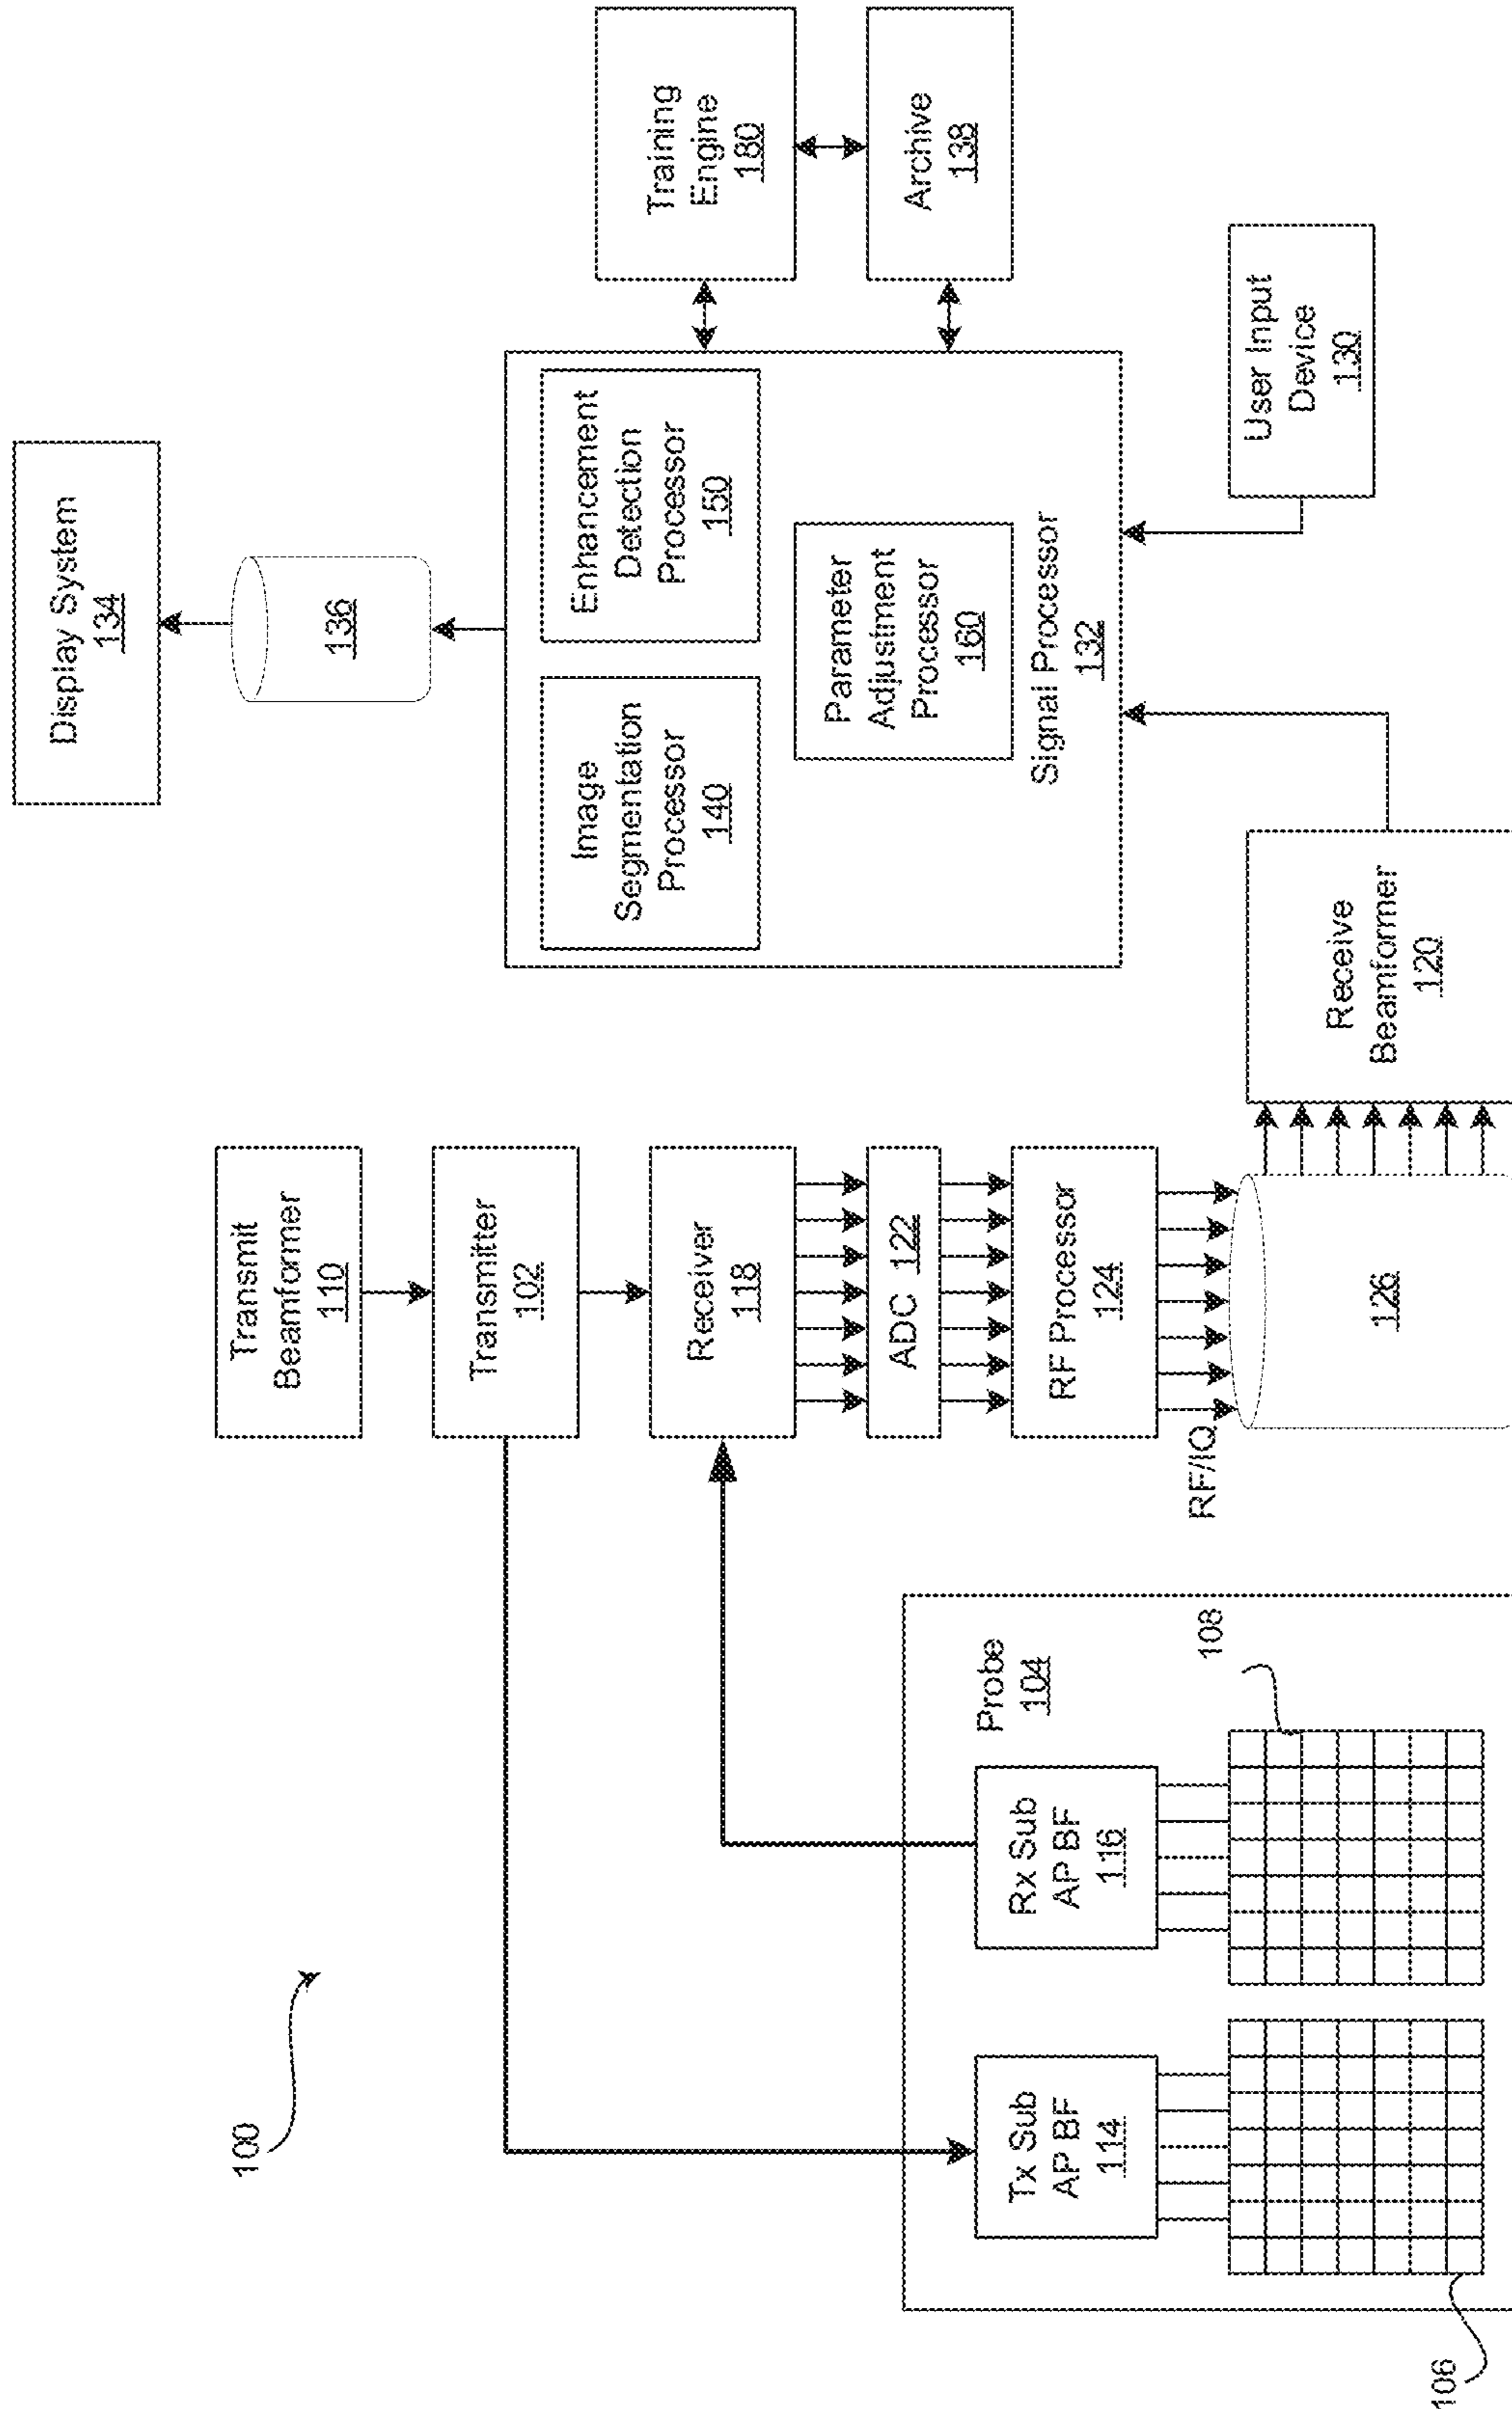 100
Transmit
Beamformer
110
Transmitter
102
Receiver
118
ADC 122
RF Processor
124
RF/IQ
126
Probe
104
Tx Sub
AP BF
114
Rx Sub
AP BF
116
106
108
Receive
Beamformer
120
Display System
134
136
Image
Segmentation
Processor
140
Enhancement
Detection
Processor
150
Parameter
Adjustment
Processor
160
Signal Processor
132
Training
Engine
180
Archive
138
User Input
Device
130